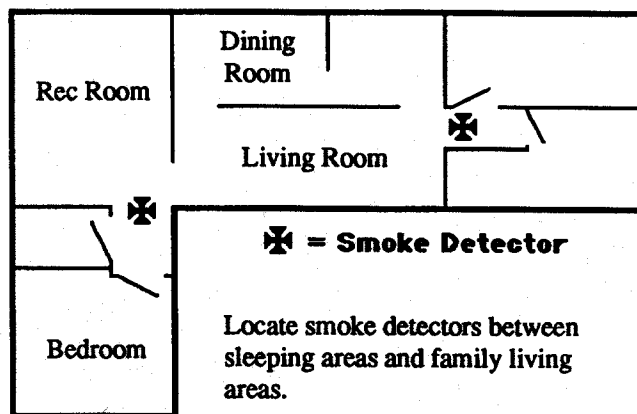 Dining
Room
Rec Room
Living Room
= Smoke Detector
Bedroom
Locate smoke detectors between
sleeping areas and family living
areas.